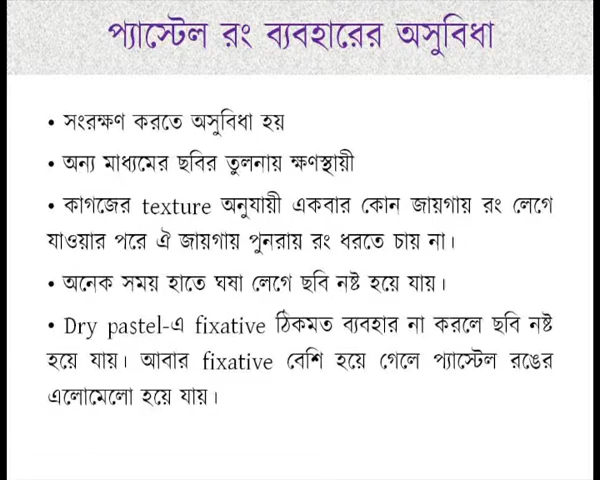 প্যাস্টেল রং ব্যবহারের অসুবিধা
• সংরক্ষণ করতে অসুবিধা হয়
• অন্য মাধ্যমের ছবির তুলনায় ক্ষণস্থায়ী
• কাগজের texture অনুযায়ী একবার কোন জায়গায় রং লেগে
যাওয়ার পরে ঐ জায়গায় পুনরায় রং ধরতে চায় না।
• অনেক সময় হাতে ঘষা লেগে ছবি নষ্ট হয়ে যায়।
• Dry pastel-এ fixative ঠিকমত ব্যবহার না করলে ছবি নষ্ট
হয়ে যায়। আবার fixative বেশি হয়ে গেলে প্যাস্টেল রঙের
এলোমেলো হয়ে যায়।